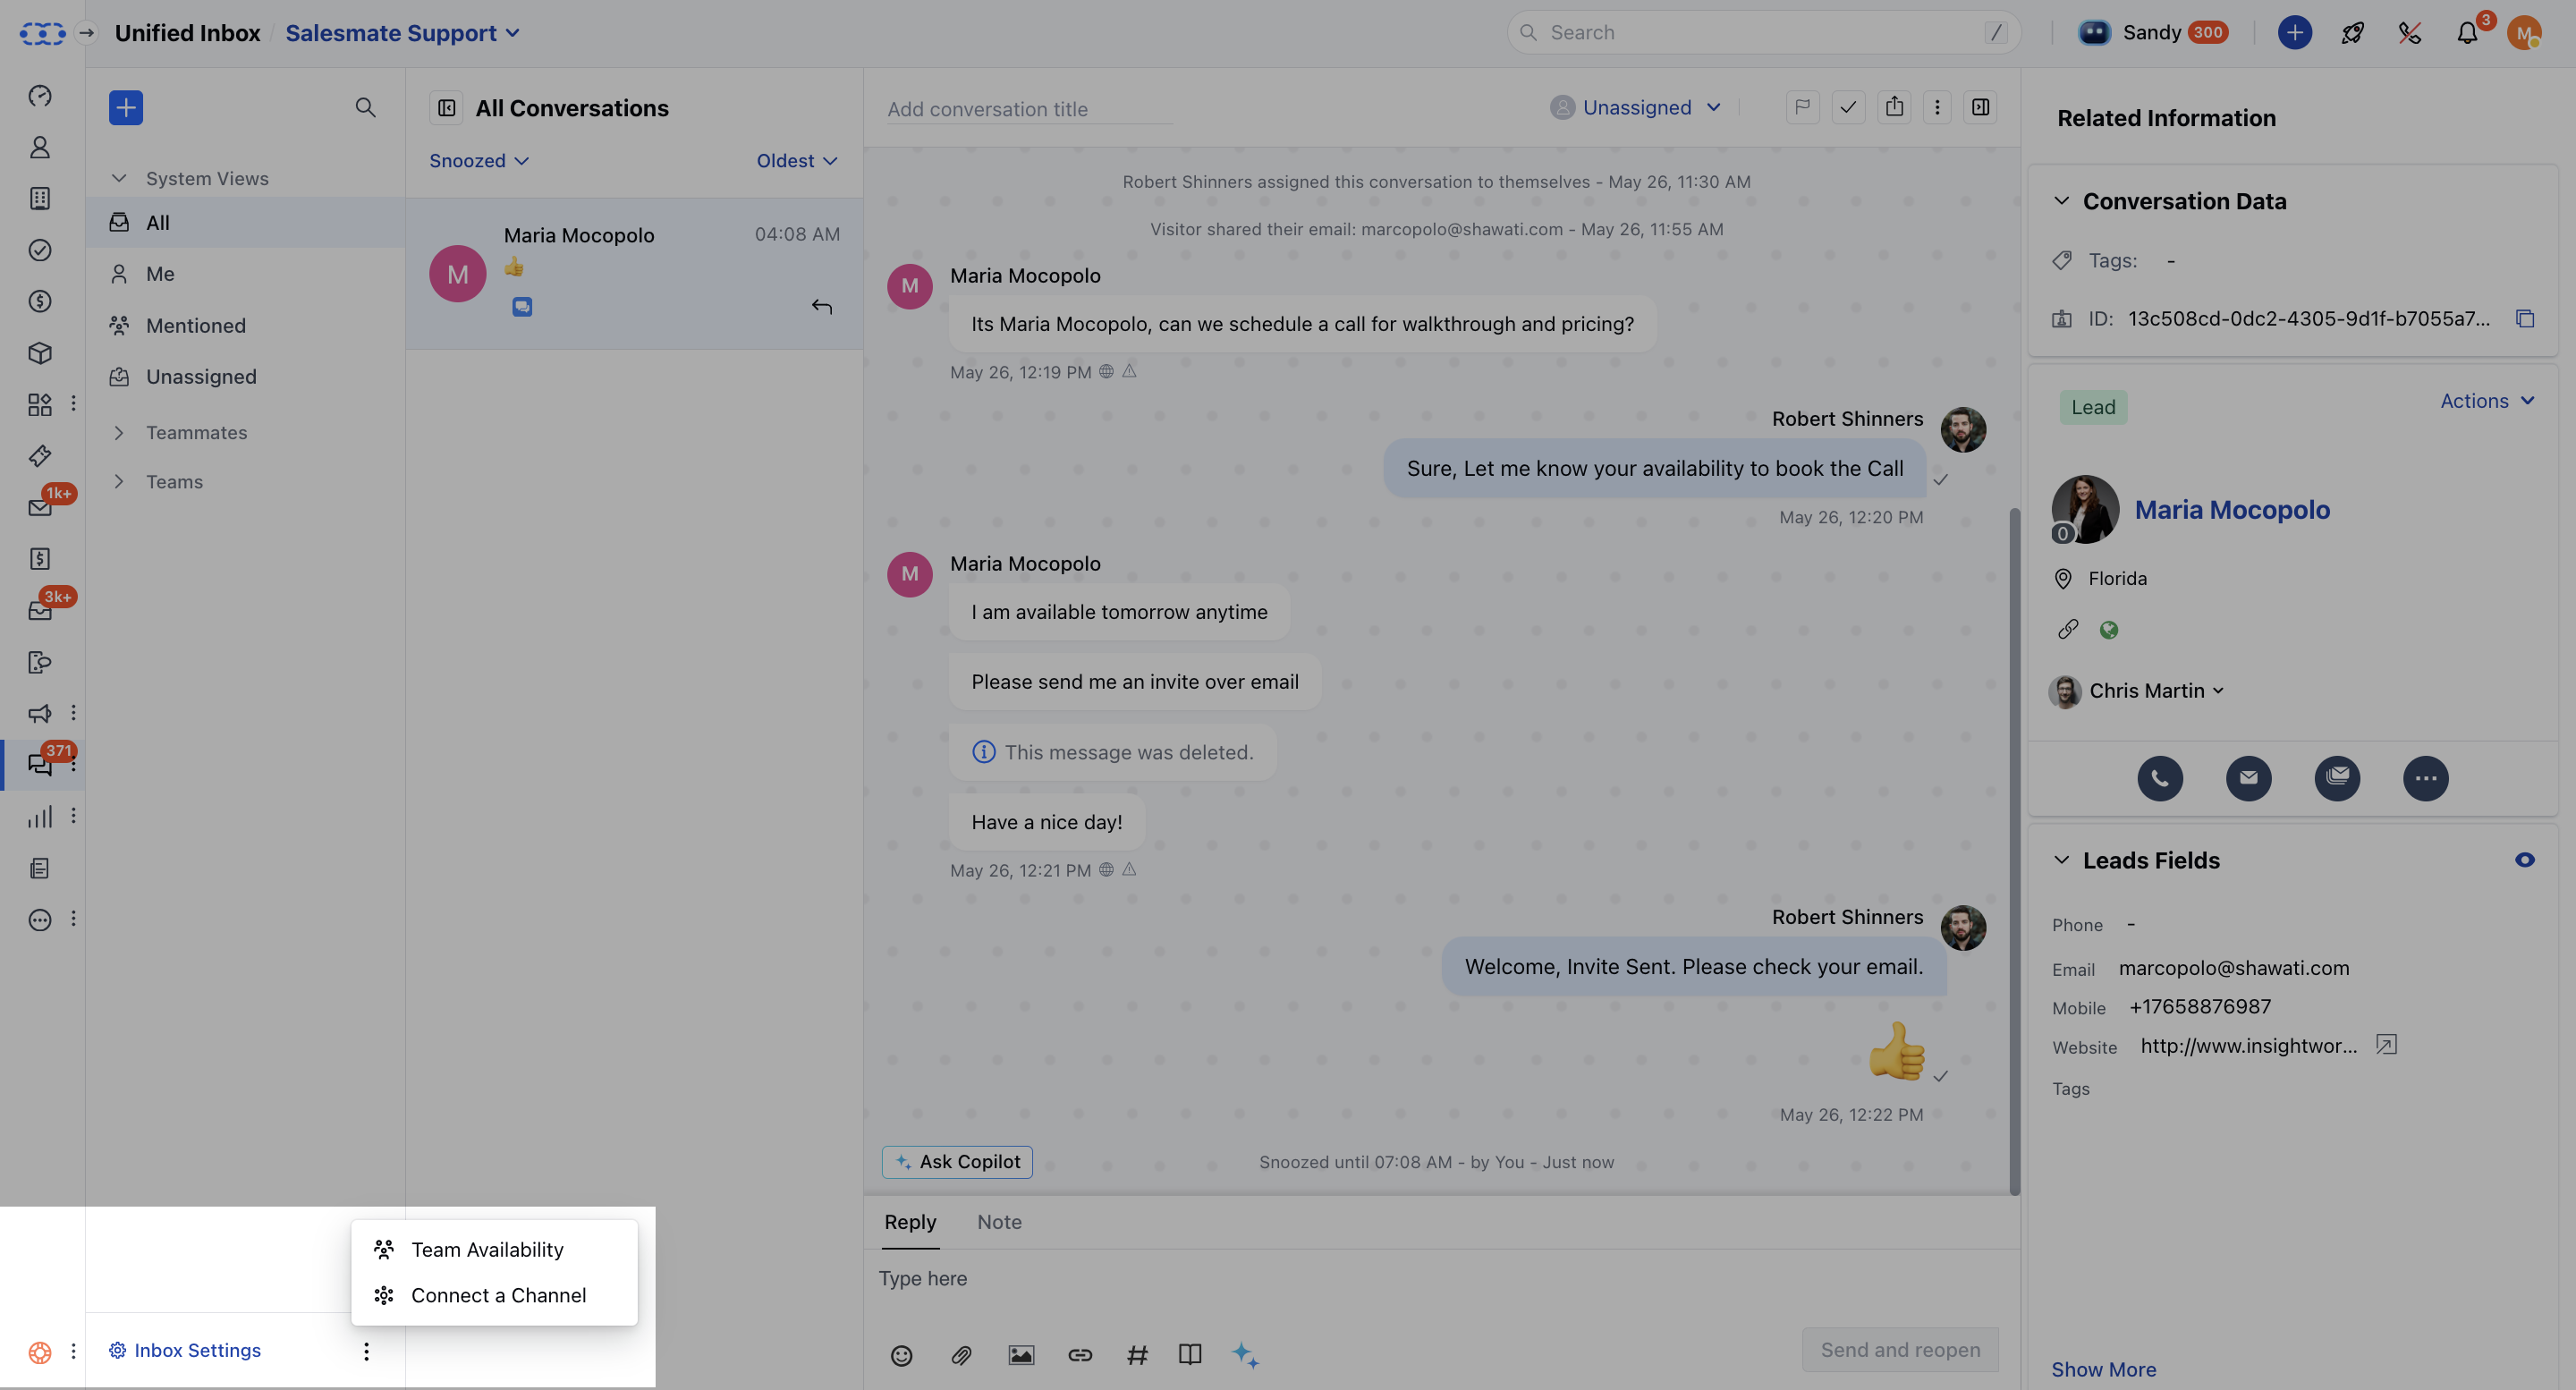 Unified Inbox / Salesmate Support
Search /
Sandy 300
3
M
System Views
All
Me
Mentioned
Unassigned
Teammates
Teams
1k+
3k+
371
Inbox Settings
Team Availability
Connect a Channel
All Conversations
Snoozed
Oldest
M
Maria Mocopolo
04:08 AM
👍
Add conversation title
Unassigned
Robert Shinners assigned this conversation to themselves - May 26, 11:30 AM
Visitor shared their email: marcopolo@shawati.com - May 26, 11:55 AM
M
Maria Mocopolo
Its Maria Mocopolo, can we schedule a call for walkthrough and pricing?
May 26, 12:19 PM
Robert Shinners
Sure, Let me know your availability to book the Call
May 26, 12:20 PM
M
Maria Mocopolo
I am available tomorrow anytime
Please send me an invite over email
This message was deleted.
Have a nice day!
May 26, 12:21 PM
Robert Shinners
Welcome, Invite Sent. Please check your email.
👍
May 26, 12:22 PM
Ask Copilot
Snoozed until 07:08 AM - by You - Just now
Reply
Note
Type here
Send and reopen
Related Information
Conversation Data
Tags: -
ID: 13c508cd-0dc2-4305-9d1f-b7055a7...
Lead
Actions
0
Maria Mocopolo
Florida
Chris Martin
Leads Fields
Phone -
Email marcopolo@shawati.com
Mobile +17658876987
Website http://www.insightwor...
Tags
Show More